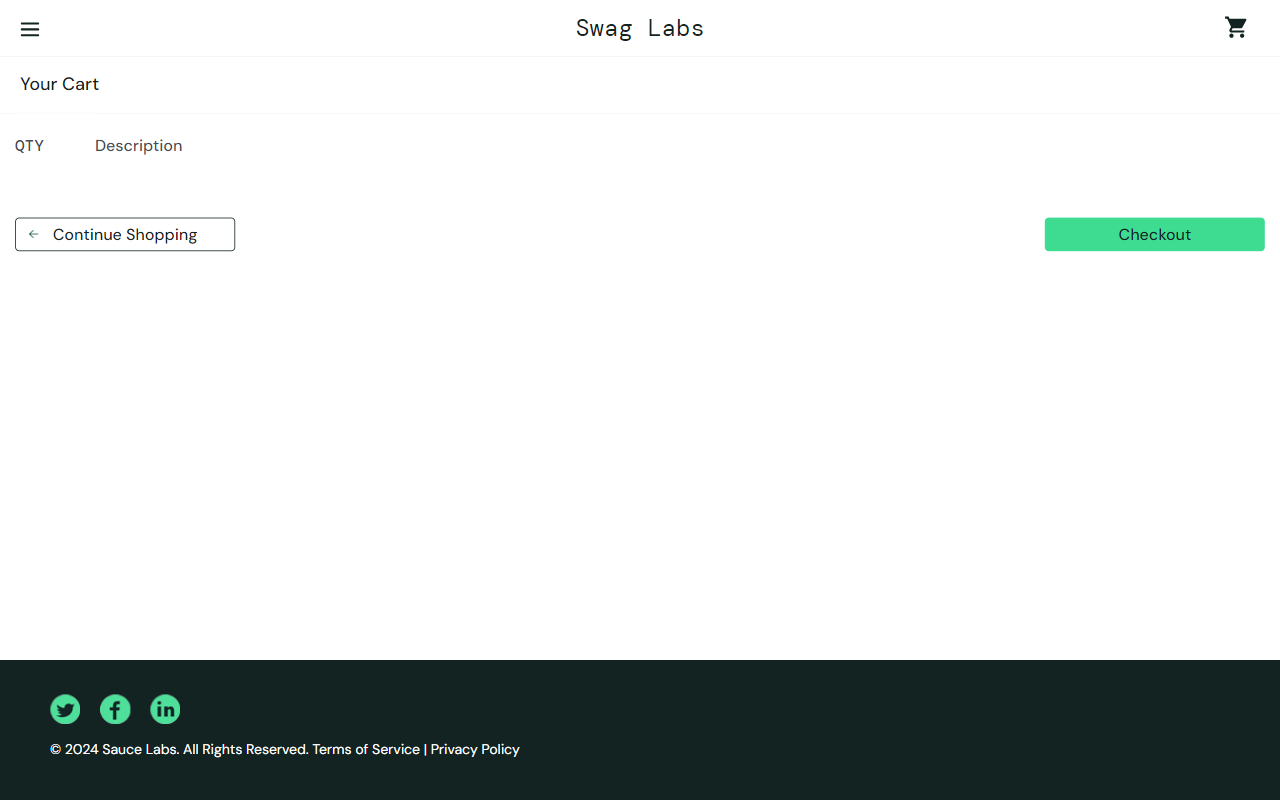 Swag Labs
Your Cart
QTY Description
Continue Shopping Checkout
© 2024 Sauce Labs. All Rights Reserved. Terms of Service | Privacy Policy